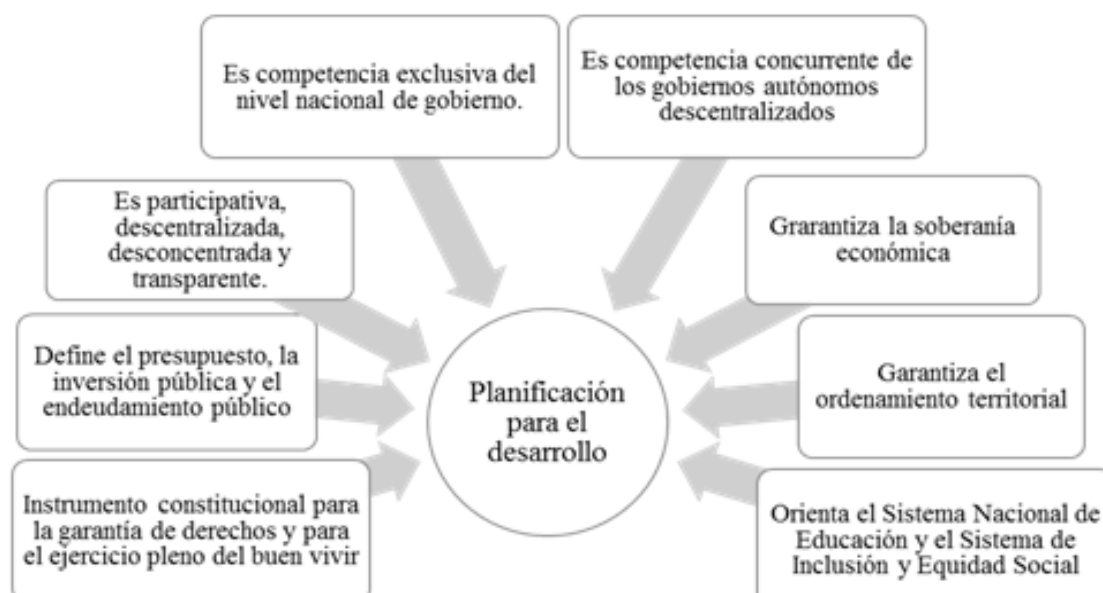 Es competencia exclusiva del
nivel nacional de gobierno.
Es competencia concurrente de
los gobiernos autónomos
descentralizados
Es participativa,
descentralizada,
desconcentrada y
transparente.
Grarantiza la soberanía
económica
Define el presupuesto, la
inversión pública y el
endeudamiento público
Planificación
para el
desarrollo
Garantiza el
ordenamiento territorial
Instrumento constitucional para
la garantía de derechos y para
el ejercicio pleno del buen vivir
Orienta el Sistema Nacional de
Educación y el Sistema de
Inclusión y Equidad Social